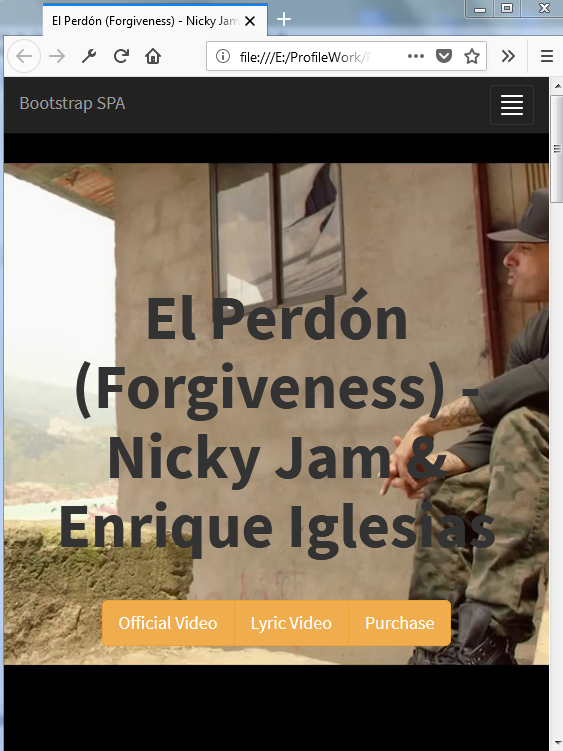 El Perdón (Forgiveness) - Nicky Jam
file:///E:/ProfileWork/
Bootstrap SPA
El Perdón
(Forgiveness) -
Nicky Jam &
Enrique Iglesias
Official Video Lyric Video Purchase